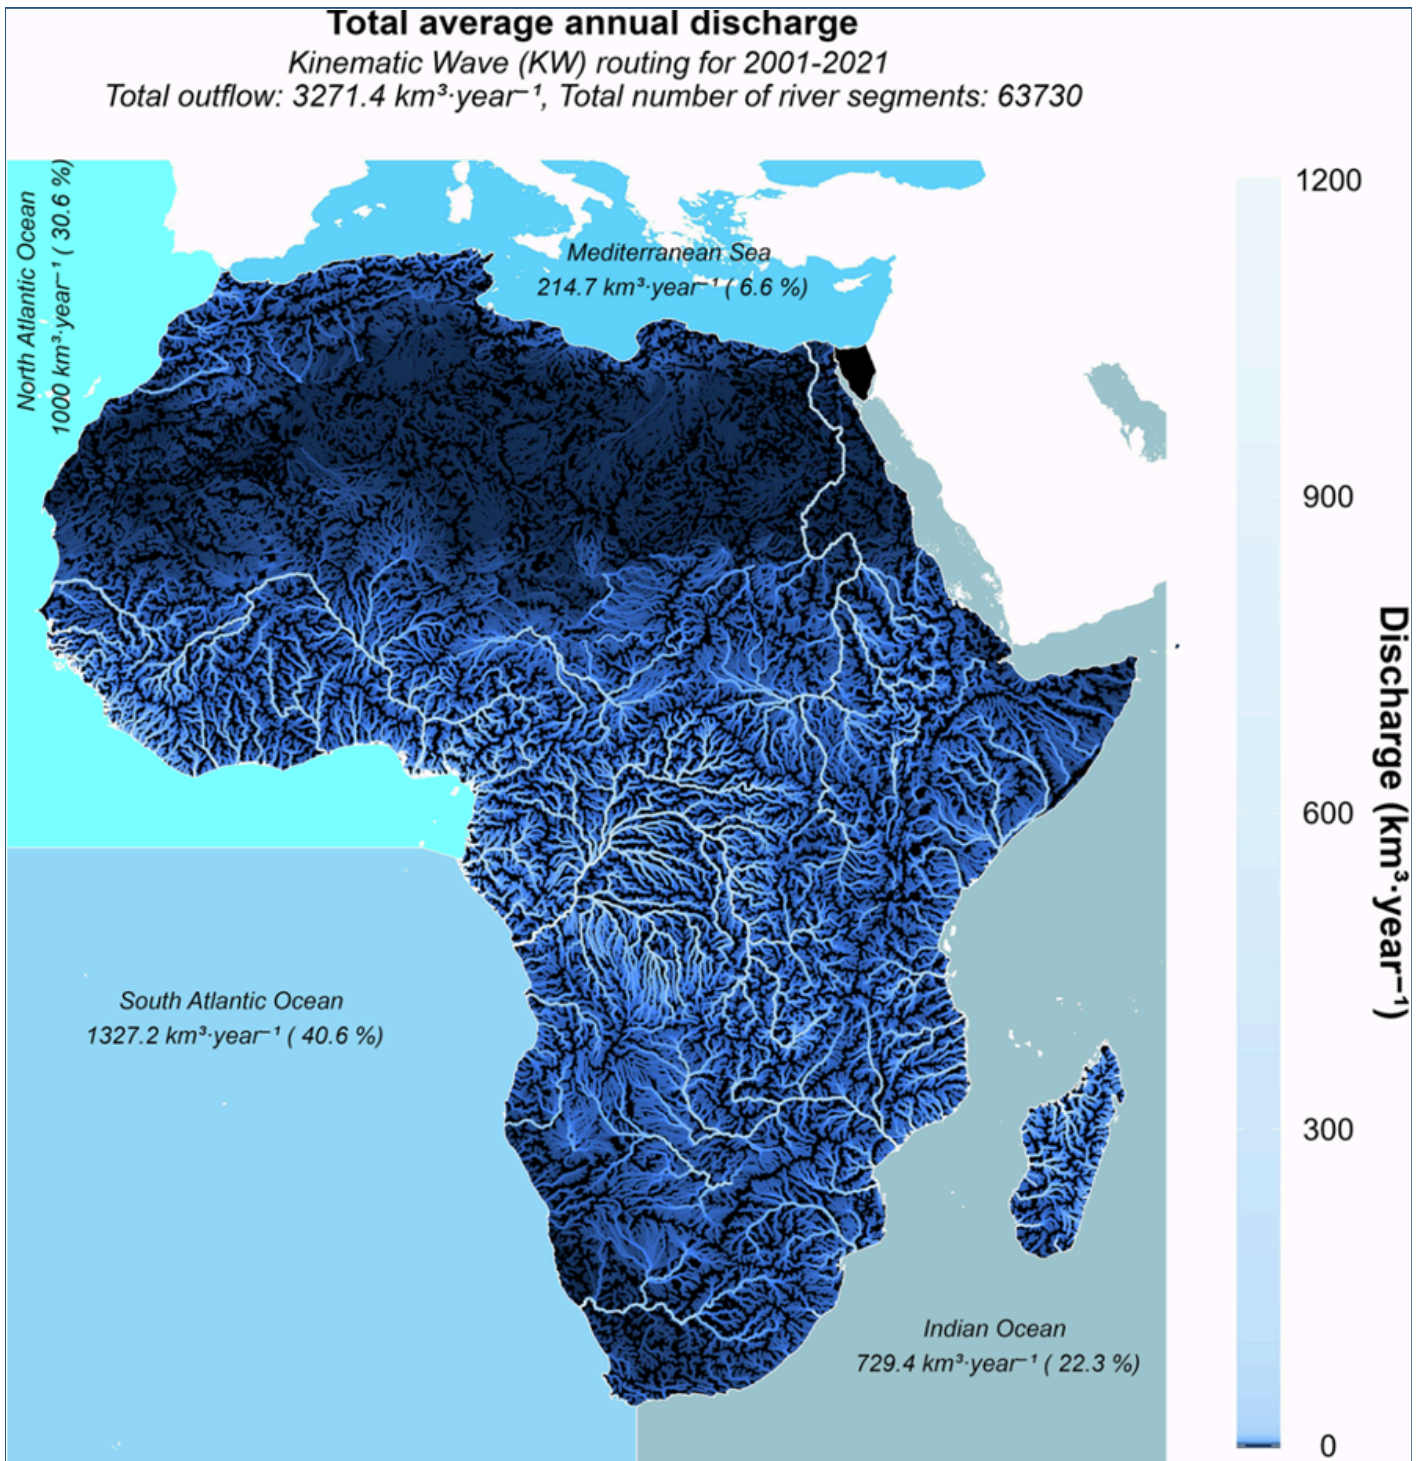 Total average annual discharge
Kinematic Wave (KW) routing for 2001-2021
Total outflow: 3271.4 km³·year⁻¹, Total number of river segments: 63730
North Atlantic Ocean
1000 km³·year⁻¹ ( 30.6 %)
Mediterranean Sea
214.7 km³·year⁻¹ ( 6.6 %)
South Atlantic Ocean
1327.2 km³·year⁻¹ ( 40.6 %)
Indian Ocean
729.4 km³·year⁻¹ ( 22.3 %)
1200
900
600
300
0
Discharge (km³·year⁻¹)